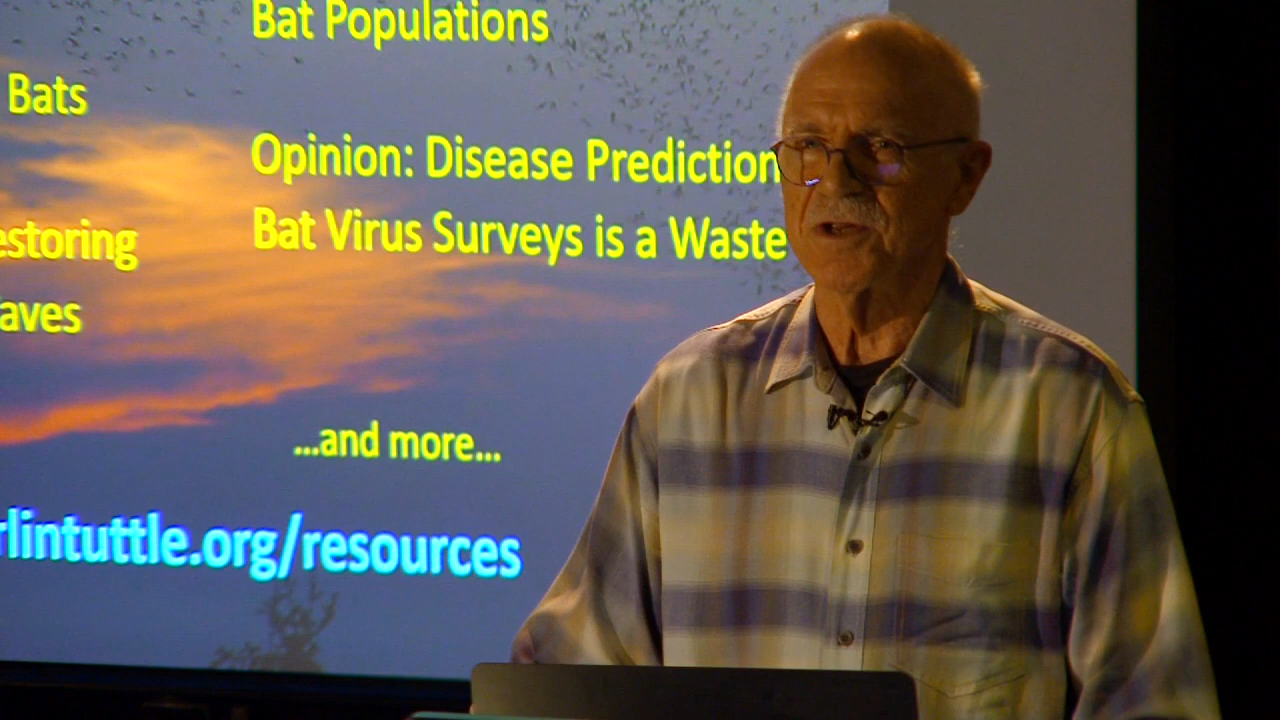 Bats
estoring
aves
Bat Populations
Opinion: Disease Prediction
Bat Virus Surveys is a Waste
...and more...
rlintuttle.org/resources